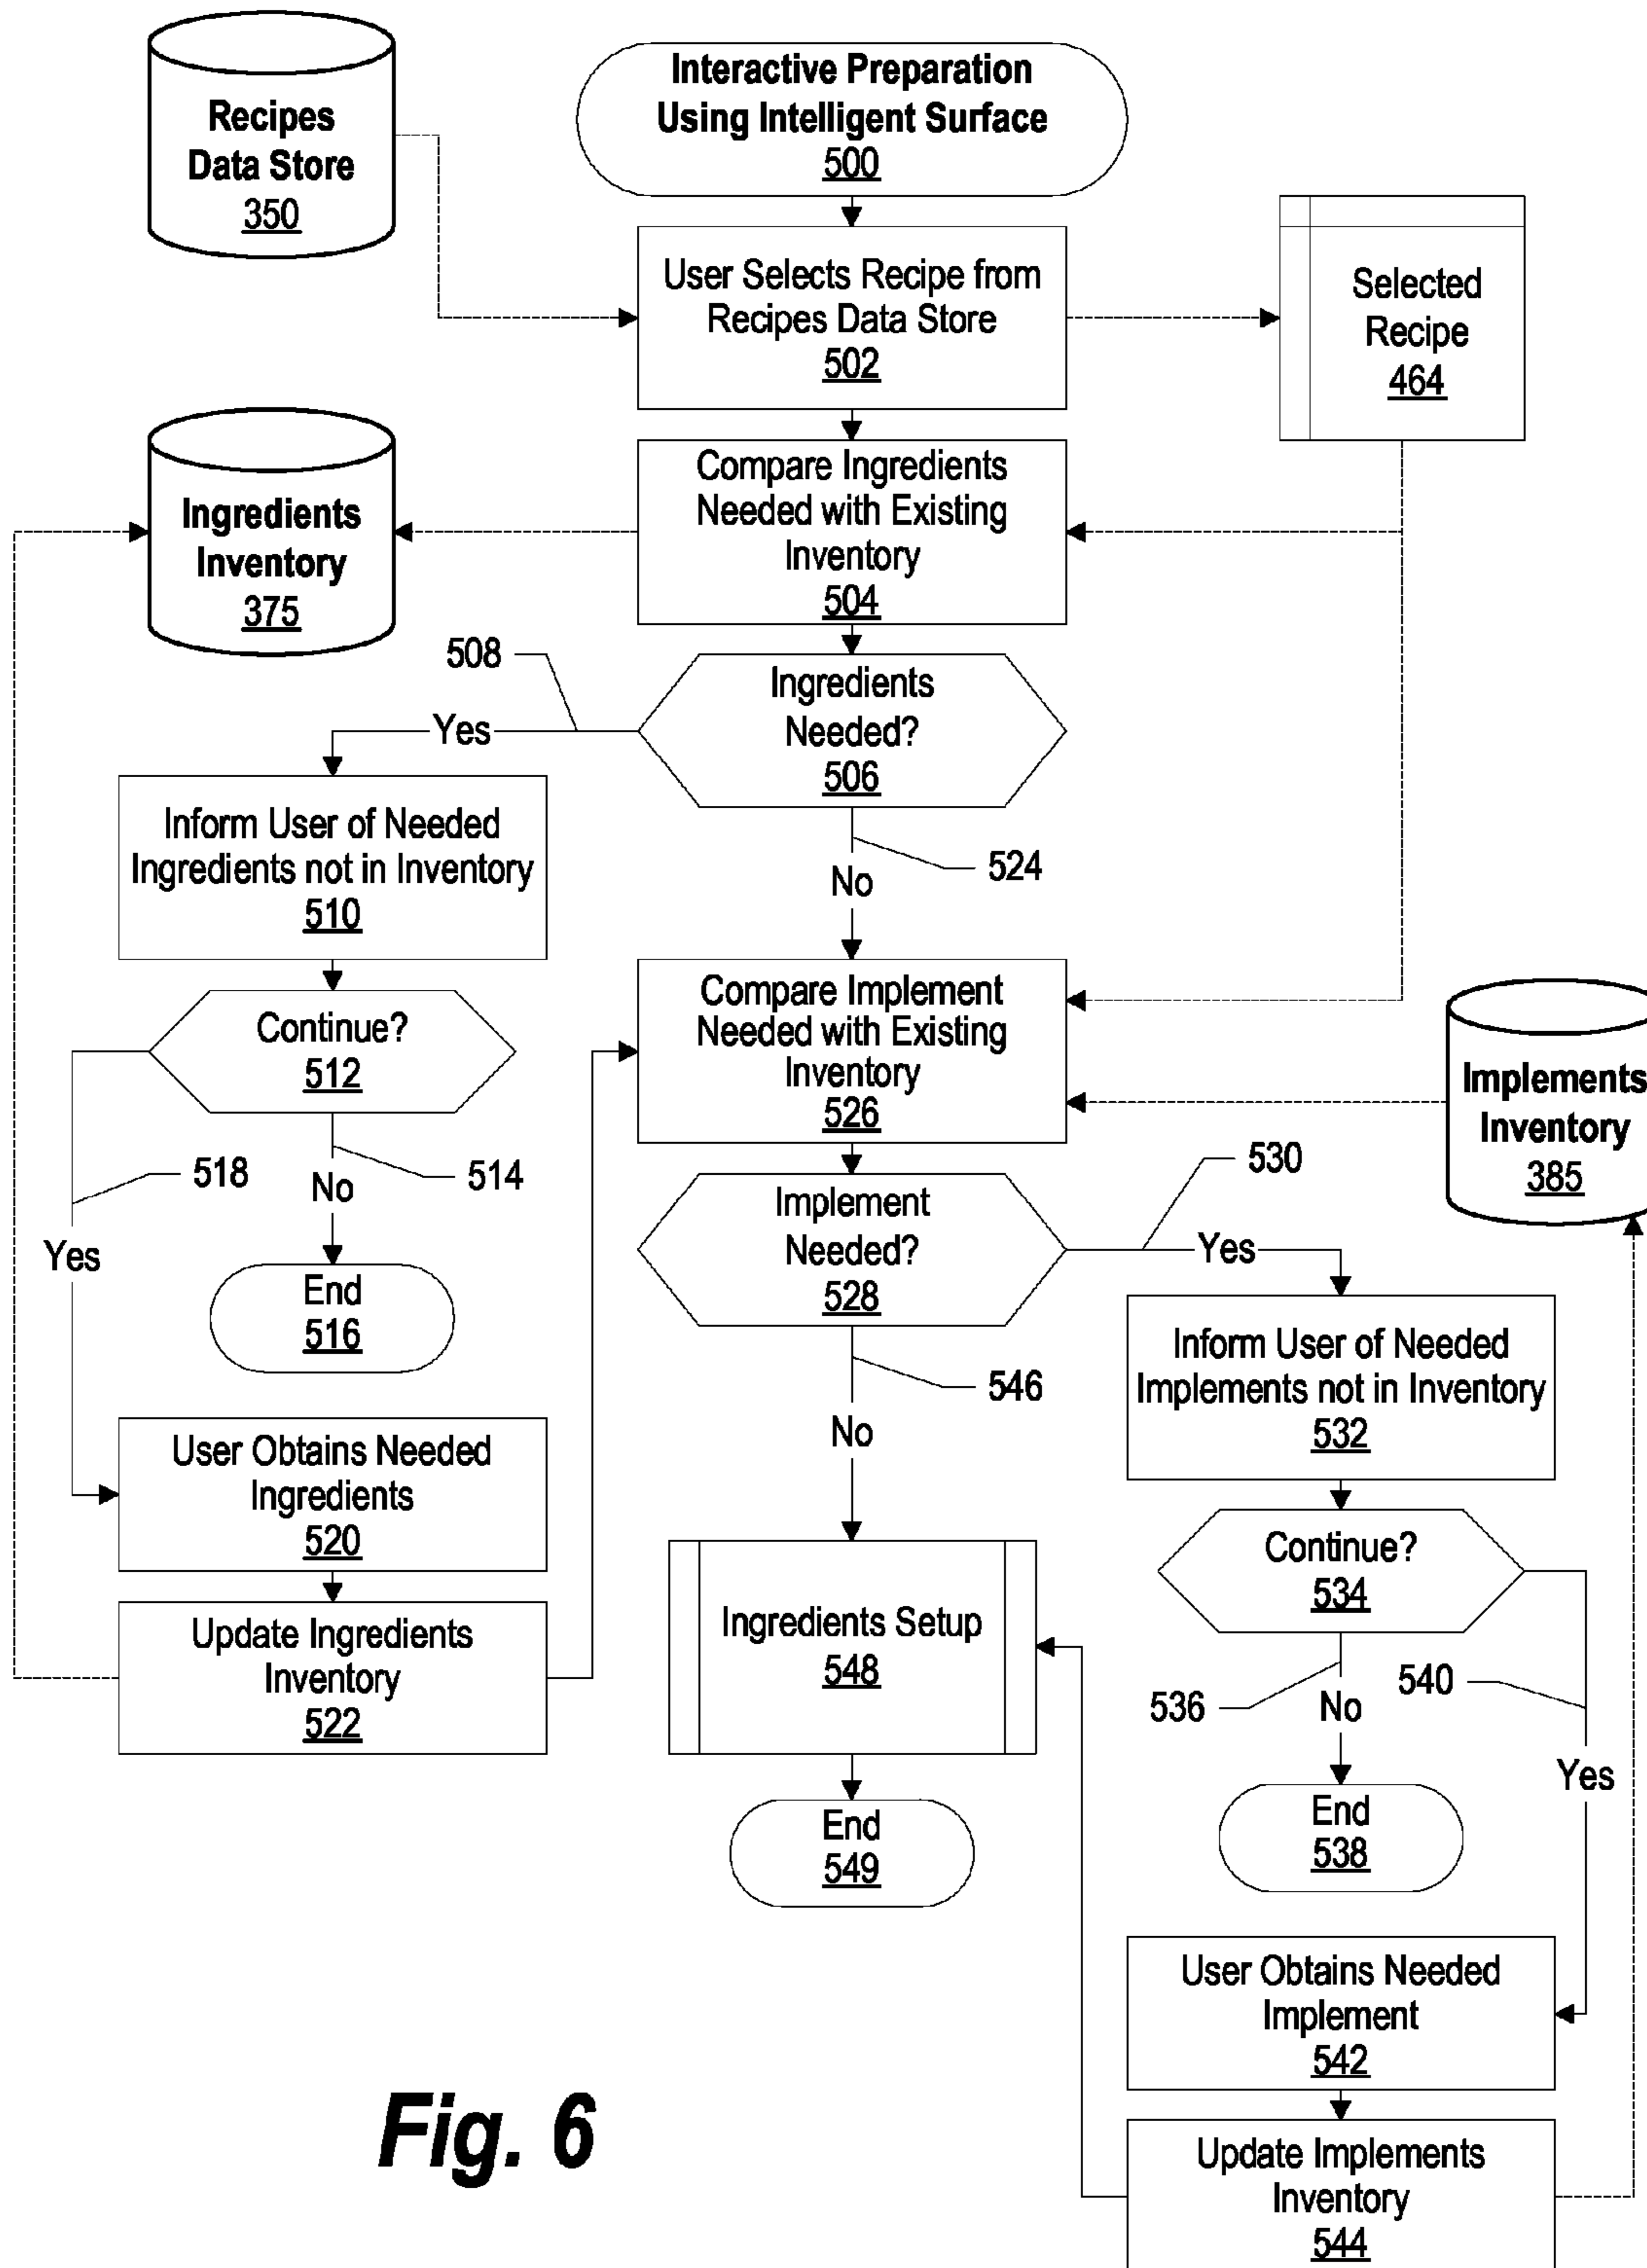 Recipes
Data Store
350
Interactive Preparation
Using Intelligent Surface
500
User Selects Recipe from
Recipes Data Store
502
Selected
Recipe
464
Ingredients
Inventory
375
Compare Ingredients
Needed with Existing
Inventory
504
508
Yes
Ingredients
Needed?
506
524
No
Inform User of Needed
Ingredients not in Inventory
510
Continue?
512
518
514
Yes
No
End
516
User Obtains Needed
Ingredients
520
Update Ingredients
Inventory
522
Compare Implement
Needed with Existing
Inventory
526
Implements
Inventory
385
Implement
Needed?
528
530
Yes
546
No
Inform User of Needed
Implements not in Inventory
532
Continue?
534
536
No
540
Yes
End
538
Ingredients Setup
548
End
549
User Obtains Needed
Implement
542
Update Implements
Inventory
544
Fig. 6